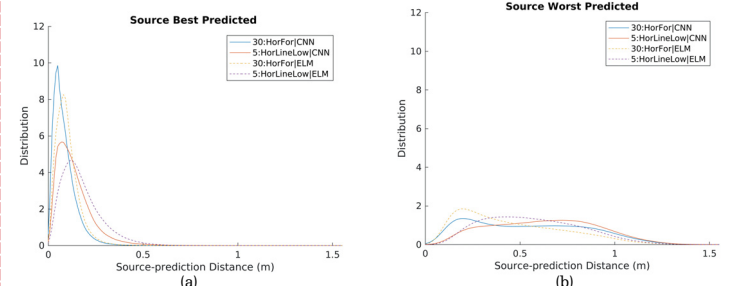 Source Best Predicted
12
10
8
6
4
2
0
Distribution
30:HorFor|CNN
5:HorLineLow|CNN
30:HorFor|ELM
5:HorLineLow|ELM
0
0.5
1
1.5
Source-prediction Distance (m)
(a)
Source Worst Predicted
12
10
8
6
4
2
0
Distribution
30:HorFor|CNN
5:HorLineLow|CNN
30:HorFor|ELM
5:HorLineLow|ELM
0
0.5
1
1.5
Source-prediction Distance (m)
(b)